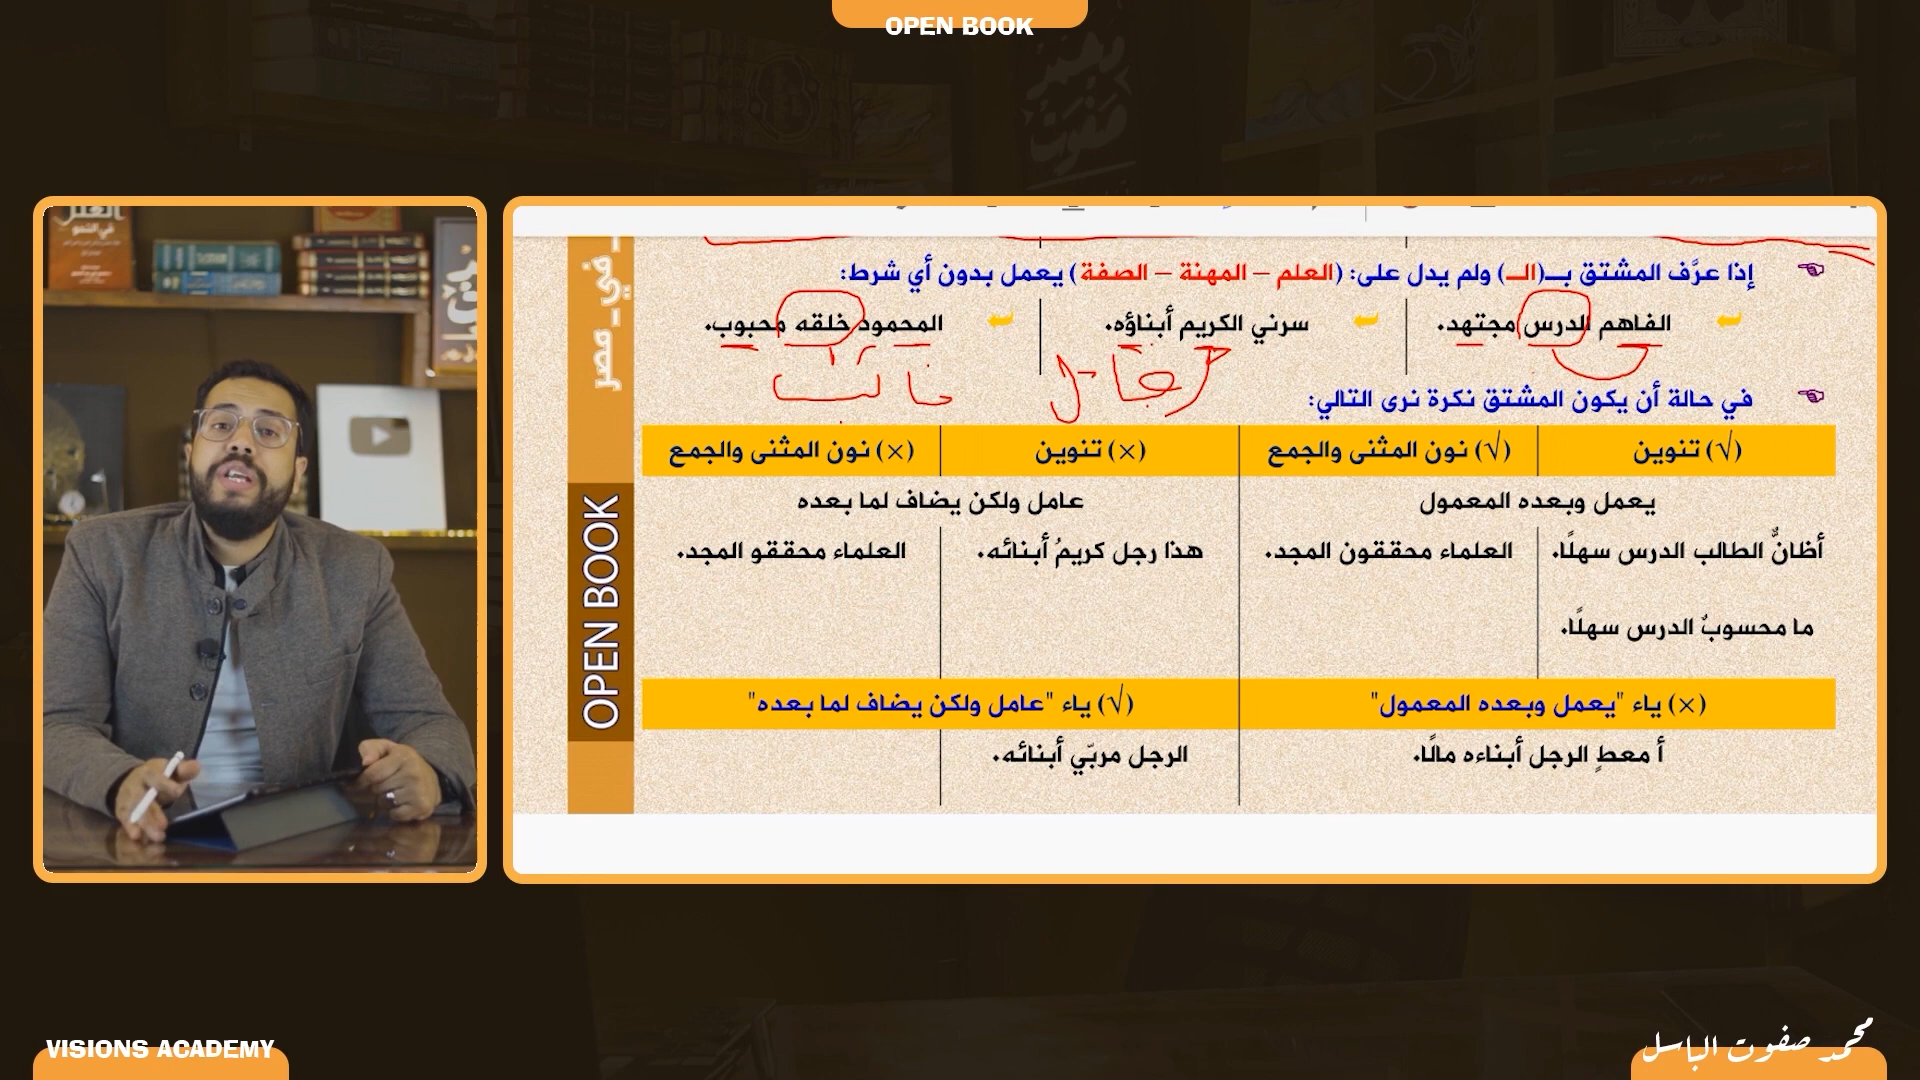 OPEN BOOK
إذا عرَّف المشتق بـ(الـ) ولم يدل على: (العلم – المهنة – الصفة) يعمل بدون أي شرط:
الفاهم الدرس مجتهد. سرني الكريم أبناؤه. المحمود خلقه محبوب.
في حالة أن يكون المشتق نكرة نرى التالي:
(√) تنوين (√) نون المثنى والجمع (×) تنوين (×) نون المثنى والجمع
يعمل وبعده المعمول عامل ولكن يضاف لما بعده
أظانٌّ الطالب الدرس سهلًا. العلماء محققون المجد. هذا رجل كريمُ أبنائه. العلماء محققو المجد.
ما محسوبٌ الدرس سهلًا.
(×) ياء "يعمل وبعده المعمول" (√) ياء "عامل ولكن يضاف لما بعده"
أ معطٍ الرجل أبناءه مالًا. الرجل مربّي أبنائه.
في_مصر
OPEN BOOK
في النحو
VISIONS ACADEMY
محمد صفوت الباسل